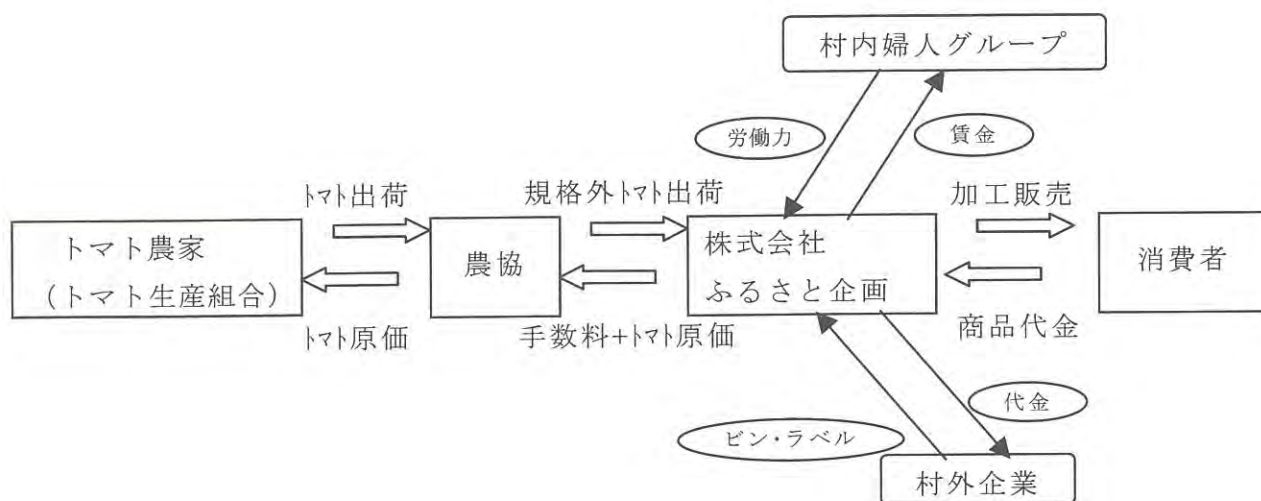 村内婦人グループ
労働力
賃金
ﾄﾏﾄ出荷
規格外ﾄﾏﾄ出荷
加工販売
トマト農家
(トマト生産組合)
農協
株式会社
ふるさと企画
消費者
ﾄﾏﾄ原価
手数料+ﾄﾏﾄ原価
商品代金
代金
ビン・ラベル
村外企業